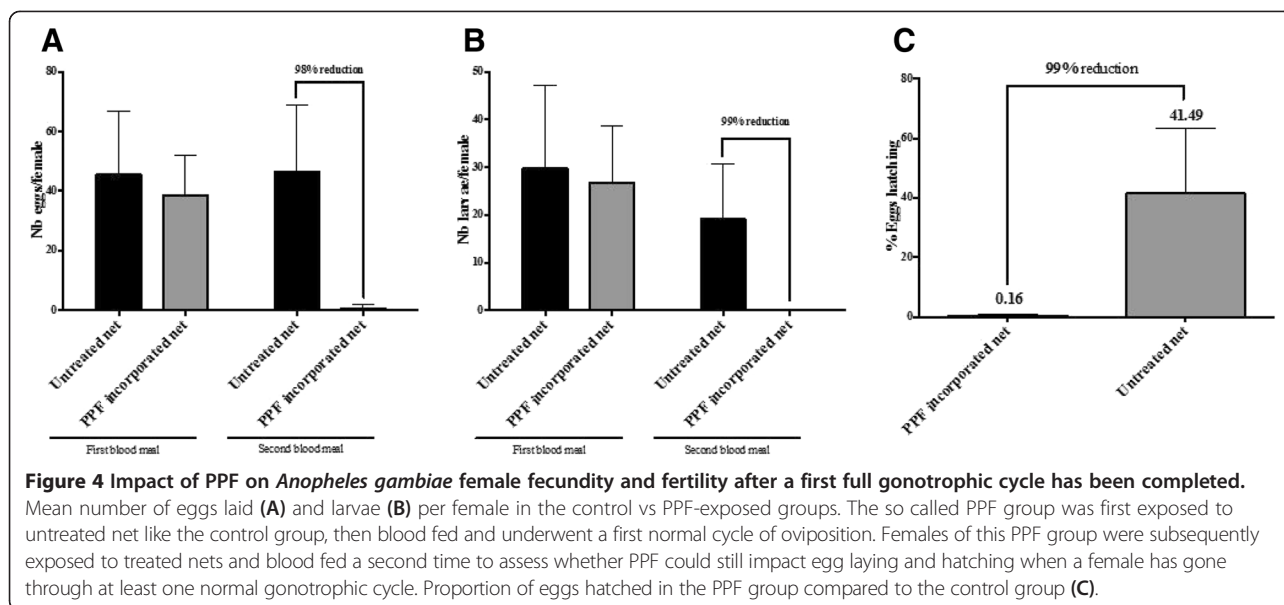 A
B
C
98% reduction
99% reduction
99% reduction
80
60
40
20
0
Nb eggs/female
50
40
30
20
10
0
Nb larvae/female
80
60
40
20
0
% Eggs hatching
0.16
41.49
Untreated net
PPF incorporated net
Untreated net
PPF incorporated net
First blood meal
Second blood meal
Untreated net
PPF incorporated net
Untreated net
PPF incorporated net
First blood meal
Second blood meal
PPF incorporated net
Untreated net
Figure 4 Impact of PPF on Anopheles gambiae female fecundity and fertility after a first full gonotrophic cycle has been completed.
Mean number of eggs laid (A) and larvae (B) per female in the control vs PPF-exposed groups. The so called PPF group was first exposed to
untreated net like the control group, then blood fed and underwent a first normal cycle of oviposition. Females of this PPF group were subsequently
exposed to treated nets and blood fed a second time to assess whether PPF could still impact egg laying and hatching when a female has gone
through at least one normal gonotrophic cycle. Proportion of eggs hatched in the PPF group compared to the control group (C).